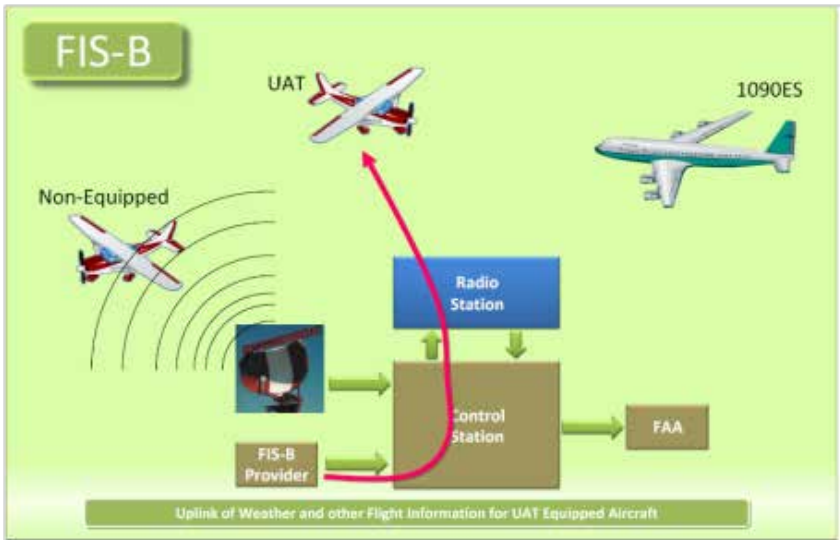 FIS-B
UAT
1090ES
Non-Equipped
Radio
Station
Control
Station
FAA
FIS-B
Provider
Uplink of Weather and other Flight Information for UAT Equipped Aircraft